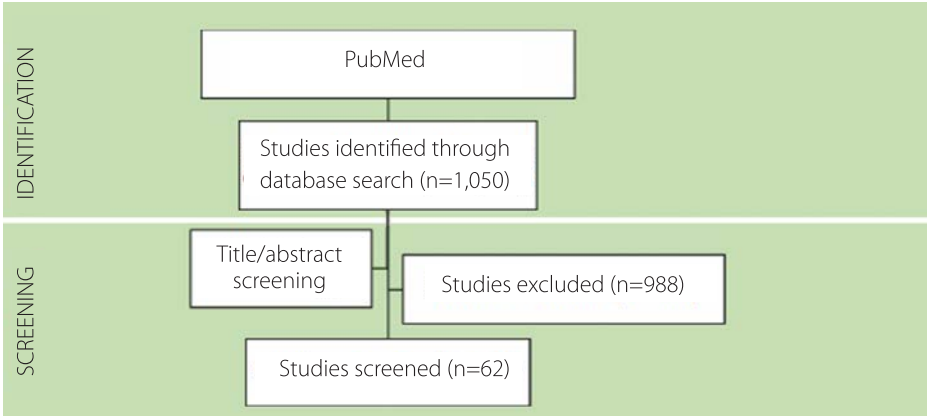 IDENTIFICATION
PubMed
Studies identified through
database search (n=1,050)
SCREENING
Title/abstract
screening
Studies excluded (n=988)
Studies screened (n=62)